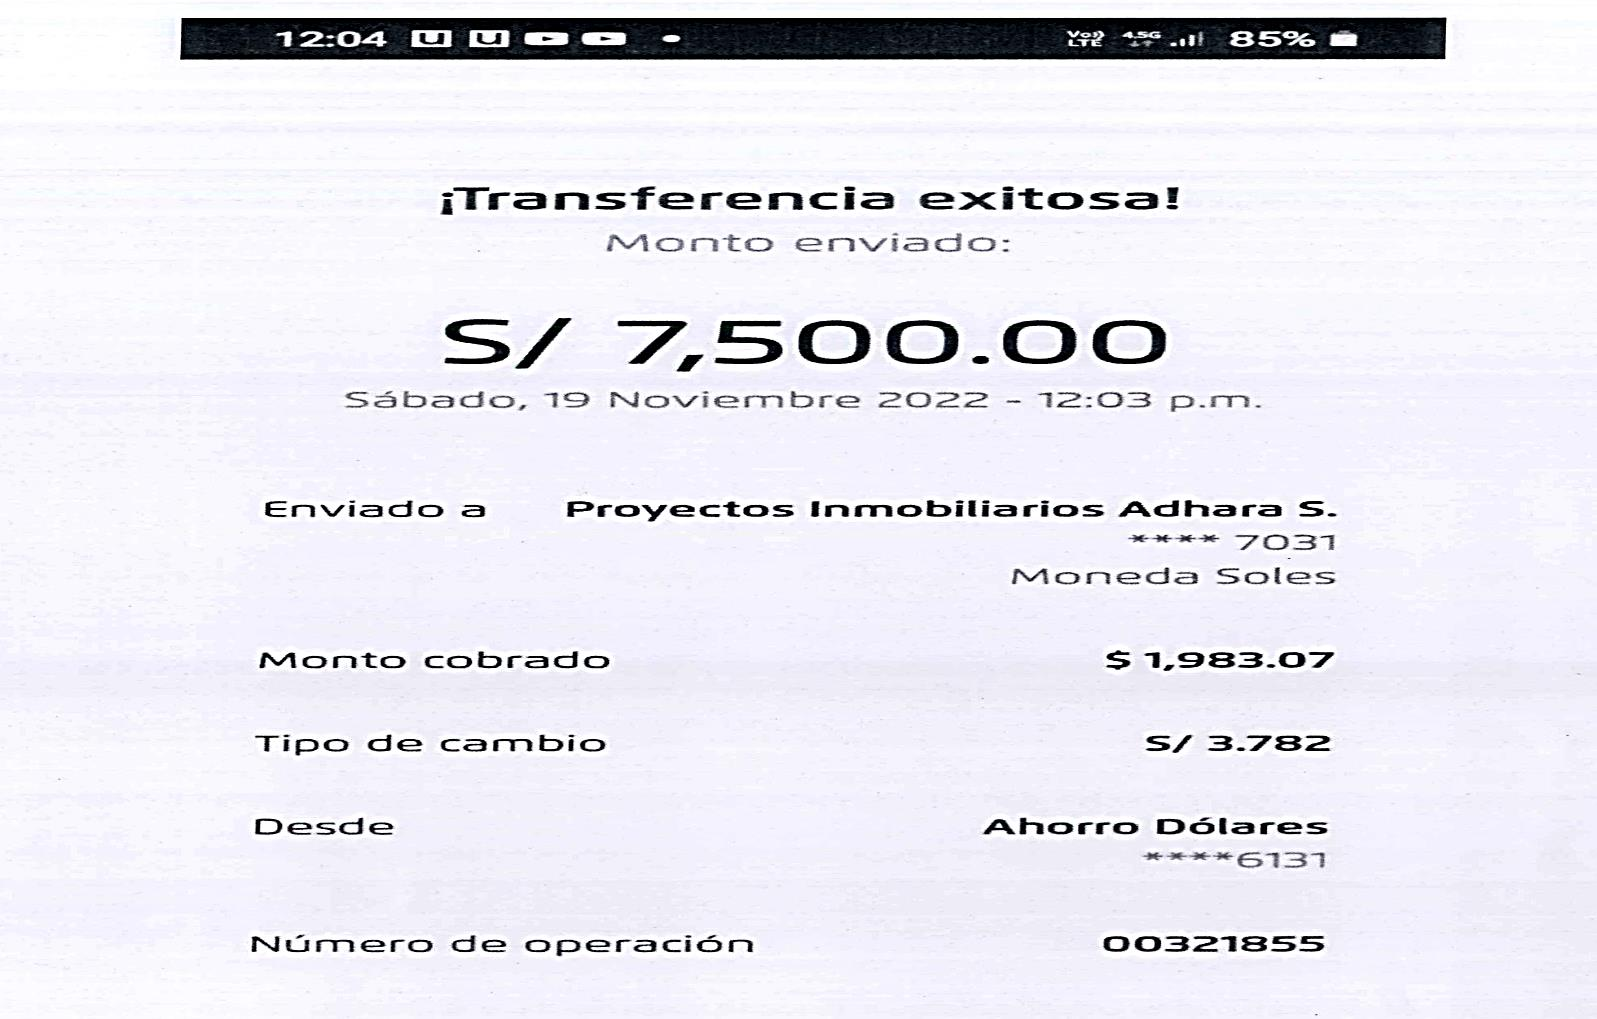 12:04 85%
¡Transferencia exitosa!
Monto enviado:
S/ 7,500.00
Sábado, 19 Noviembre 2022 - 12:03 p.m.
Enviado a Proyectos Inmobiliarios Adhara S.
**** 7031
Moneda Soles
Monto cobrado $ 1,983.07
Tipo de cambio S/ 3.782
Desde Ahorro Dólares
****6131
Número de operación 00321855